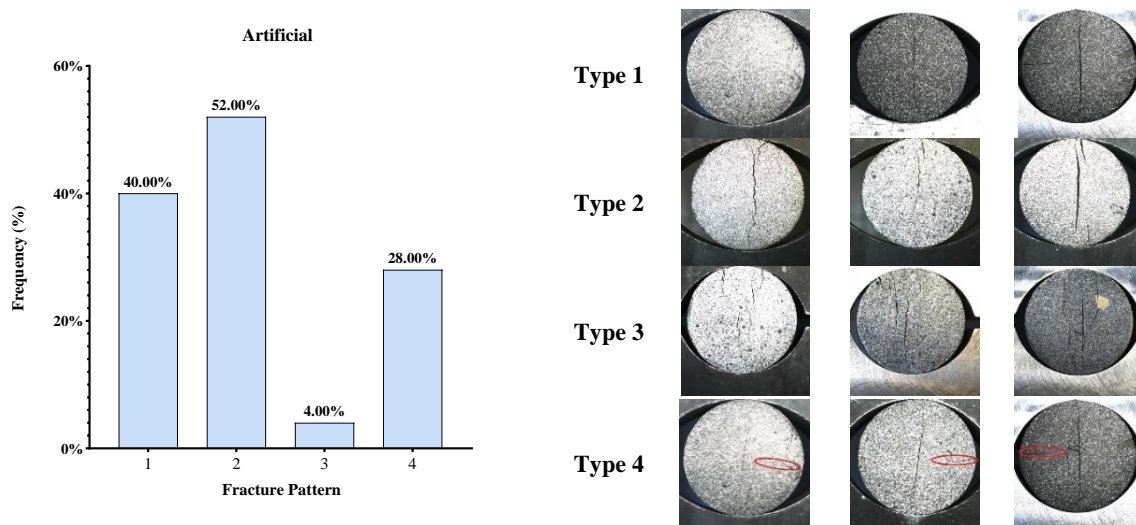 Artificial
60%
52.00%
40.00%
40%
28.00%
20%
4.00%
0%
1 2 3 4
Frequency (%)
Fracture Pattern
Type 1
Type 2
Type 3
Type 4